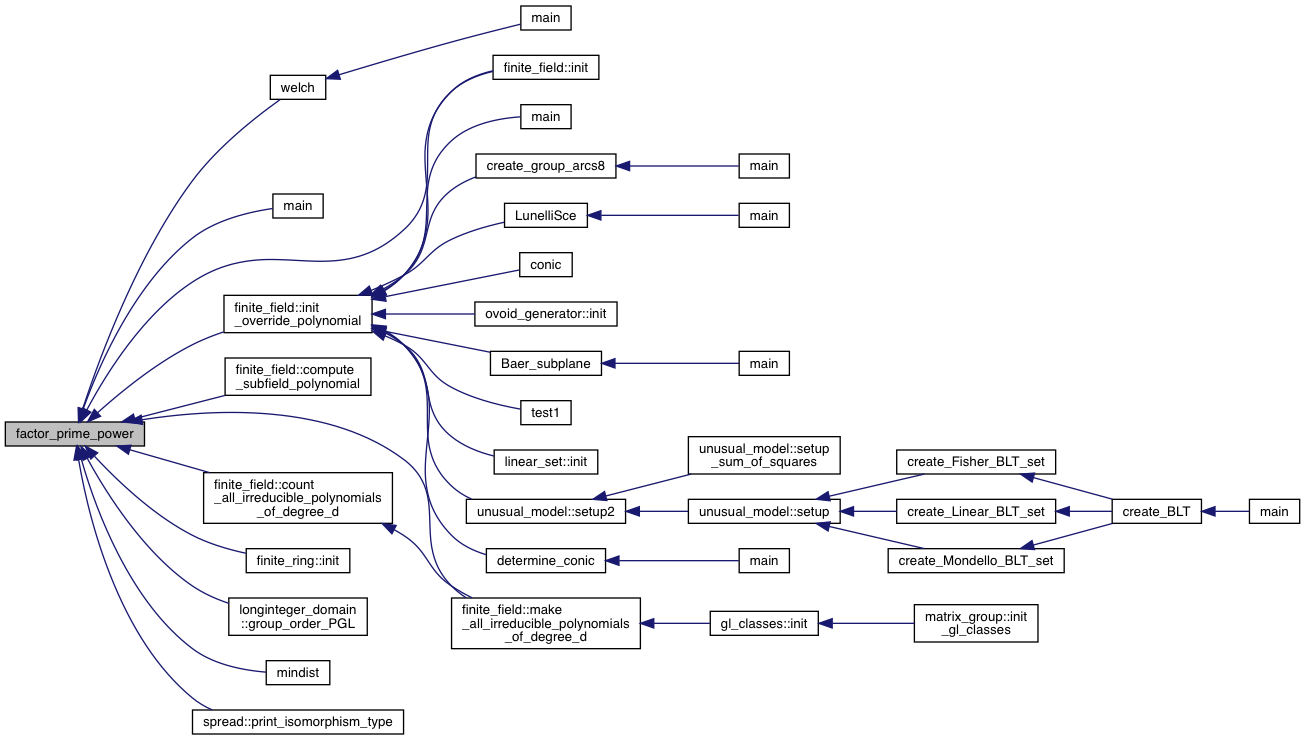 main
finite_field::init
welch
main
create_group_arcs8
main
main
LunelliSce
main
conic
finite_field::init
_override_polynomial
ovoid_generator::init
finite_field::compute
_subfield_polynomial
Baer_subplane
main
test1
factor_prime_power
linear_set::init
unusual_model::setup
_sum_of_squares
create_Fisher_BLT_set
finite_field::count
_all_irreducible_polynomials
_of_degree_d
unusual_model::setup2
unusual_model::setup
create_Linear_BLT_set
create_BLT
main
finite_ring::init
determine_conic
main
create_Mondello_BLT_set
longinteger_domain
::group_order_PGL
finite_field::make
_all_irreducible_polynomials
_of_degree_d
gl_classes::init
matrix_group::init
_gl_classes
mindist
spread::print_isomorphism_type